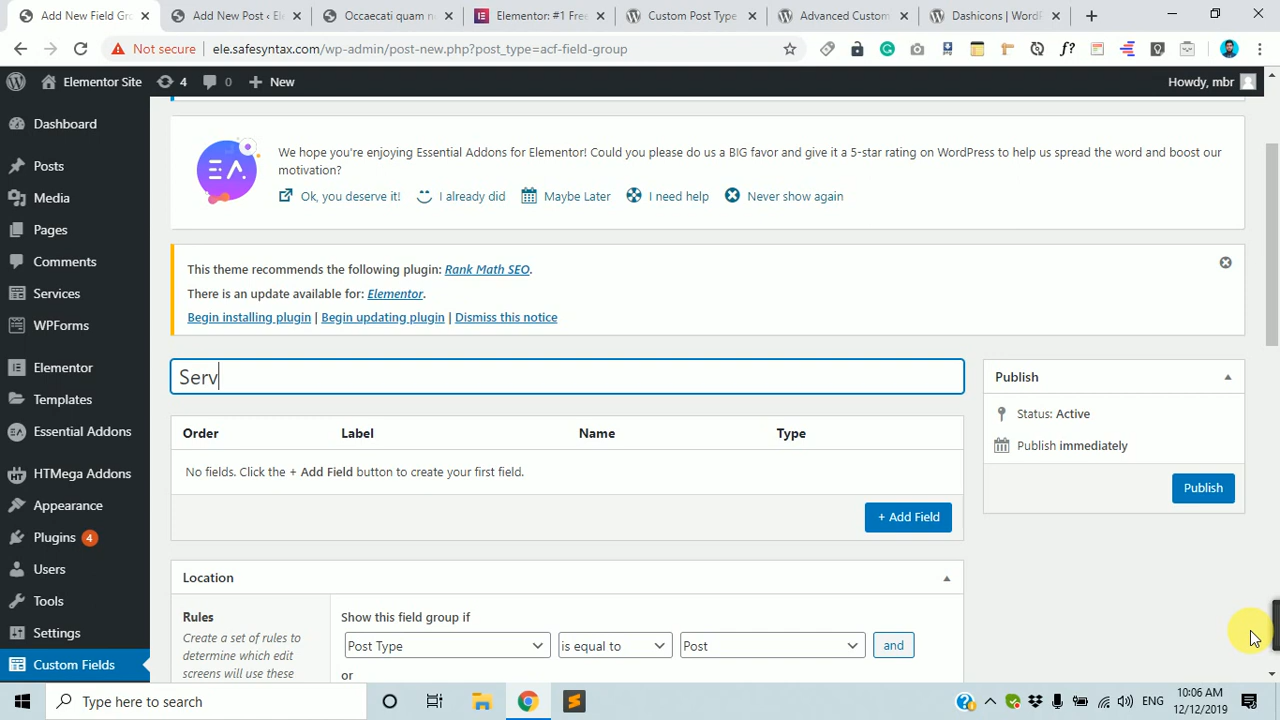 Add New Field Gro
Add New Post ‹ Ele
Occaecati quam n
Elementor: #1 Free
Custom Post Type
Advanced Custom
Dashicons | WordP
Not secure
ele.safesyntax.com/wp-admin/post-new.php?post_type=acf-field-group
Elementor Site
4
0
New
Howdy, mbr
Dashboard
Posts
Media
Pages
Comments
Services
WPForms
Elementor
Templates
Essential Addons
HTMega Addons
Appearance
Plugins 4
Users
Tools
Settings
Custom Fields
EA
We hope you're enjoying Essential Addons for Elementor! Could you please do us a BIG favor and give it a 5-star rating on WordPress to help us spread the word and boost our
motivation?
Ok, you deserve it!
I already did
Maybe Later
I need help
Never show again
This theme recommends the following plugin: Rank Math SEO.
There is an update available for: Elementor.
Begin installing plugin | Begin updating plugin | Dismiss this notice
Serv
Order Label Name Type
No fields. Click the + Add Field button to create your first field.
+ Add Field
Publish
Status: Active
Publish immediately
Publish
Location
Rules
Create a set of rules to
determine which edit
screens will use these
Show this field group if
Post Type
is equal to
Post
and
or
Type here to search
ENG
10:06 AM
12/12/2019